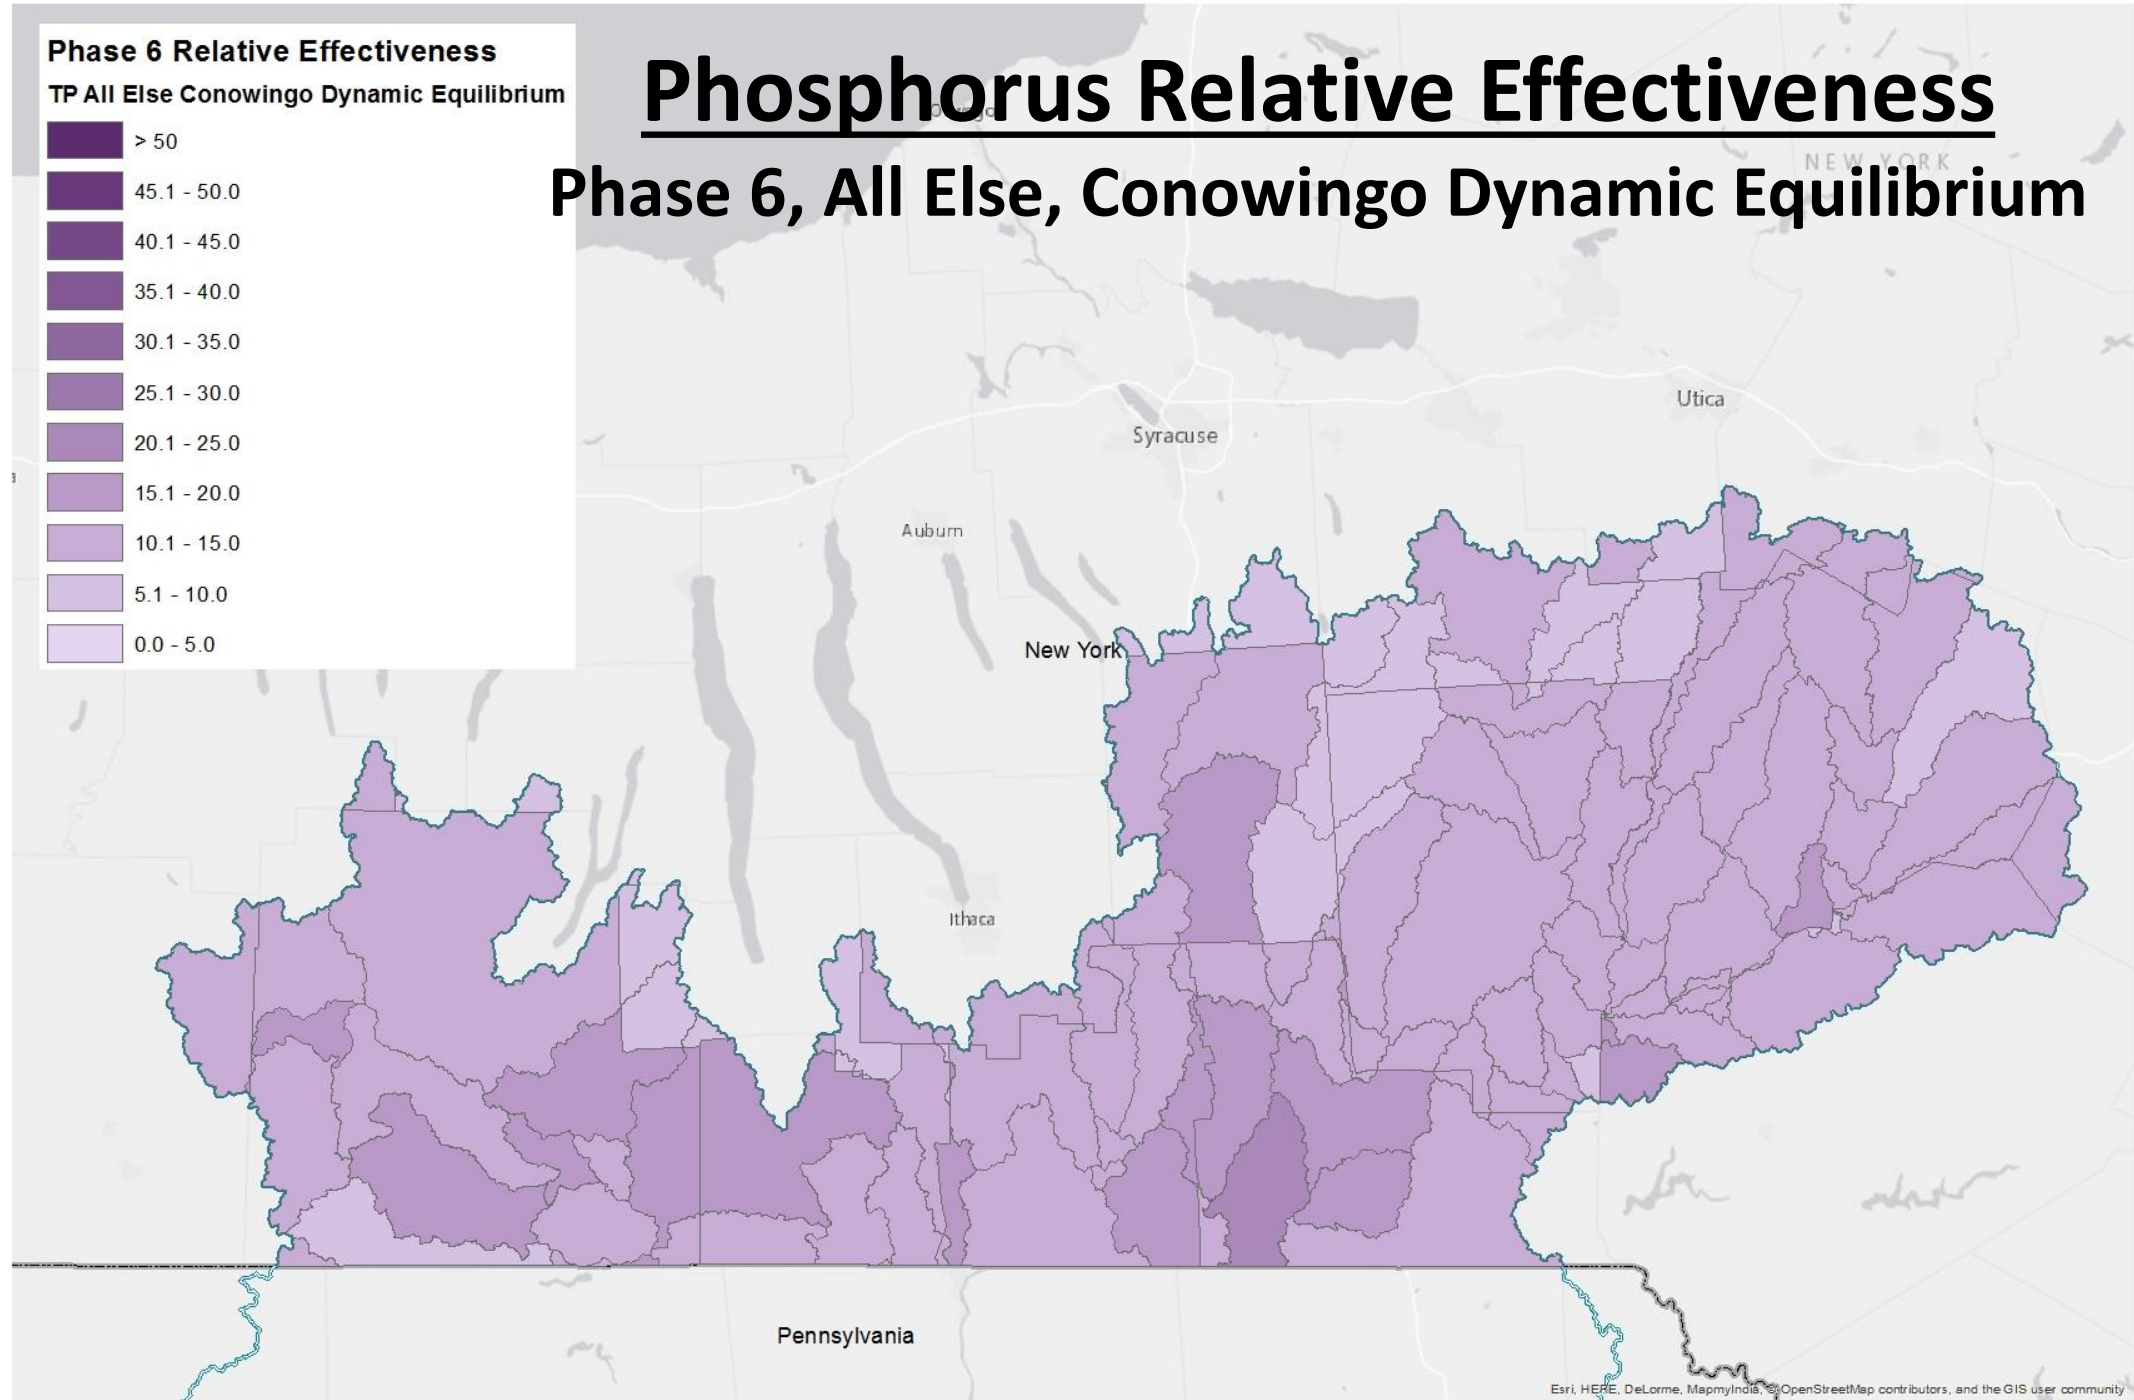 Phosphorus Relative Effectiveness
Phase 6, All Else, Conowingo Dynamic Equilibrium
Phase 6 Relative Effectiveness
TP All Else Conowingo Dynamic Equilibrium
> 50
45.1 - 50.0
40.1 - 45.0
35.1 - 40.0
30.1 - 35.0
25.1 - 30.0
20.1 - 25.0
15.1 - 20.0
10.1 - 15.0
5.1 - 10.0
0.0 - 5.0
NEW YORK
Utica
Syracuse
Auburn
New York
Ithaca
Pennsylvania
Esri, HERE, DeLorme, MapmyIndia, © OpenStreetMap contributors, and the GIS user community